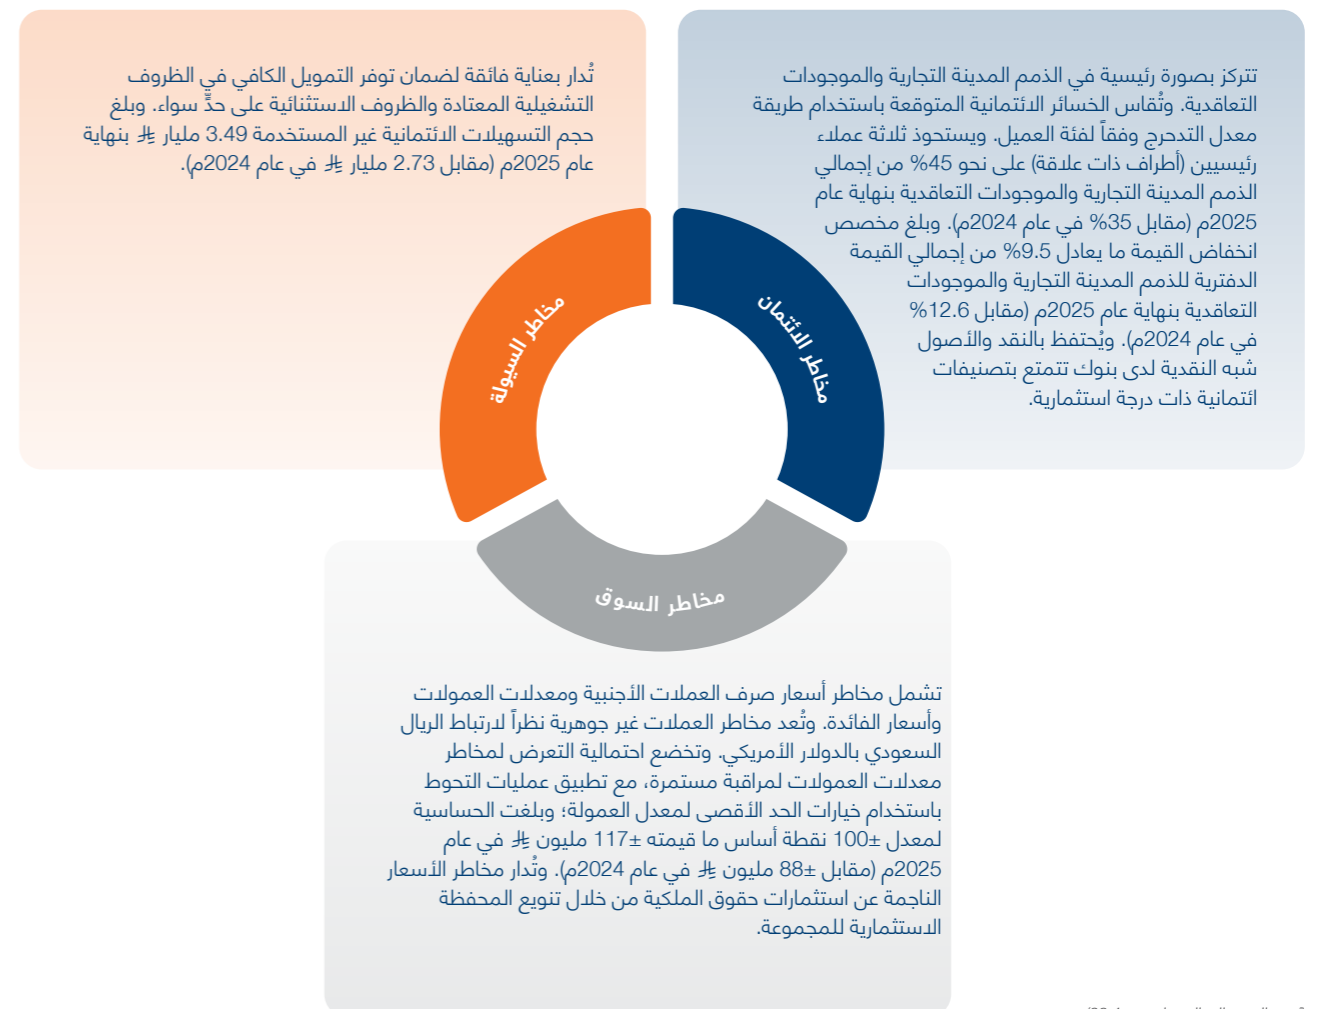 تتركز بصورة رئيسية في الذمم المدينة التجارية والموجودات
التعاقدية. وتُقاس الخسائر الائتمانية المتوقعة باستخدام طريقة
معدل التدحرج وفقاً لفئة العميل. ويستحوذ ثلاثة عملاء
رئيسيين (أطراف ذات علاقة) على نحو 45% من إجمالي
الذمم المدينة التجارية والموجودات التعاقدية بنهاية عام
2025م (مقابل 35% في عام 2024م). وبلغ مخصص
انخفاض القيمة ما يعادل 9.5% من إجمالي القيمة
الدفترية للذمم المدينة التجارية والموجودات
التعاقدية بنهاية عام 2025م (مقابل 12.6%
في عام 2024م). ويُحتفظ بالنقد والأصول
شبه النقدية لدى بنوك تتمتع بتصنيفات
ائتمانية ذات درجة استثمارية.
تُدار بعناية فائقة لضمان توفر التمويل الكافي في الظروف
التشغيلية المعتادة والظروف الاستثنائية على حدٍّ سواء. وبلغ
حجم التسهيلات الائتمانية غير المستخدمة 3.49 مليار ⃁ بنهاية
عام 2025م (مقابل 2.73 مليار ⃁ في عام 2024م).
مخاطر الائتمان
مخاطر السيولة
مخاطر السوق
تشمل مخاطر أسعار صرف العملات الأجنبية ومعدلات العمولات
وأسعار الفائدة. وتُعد مخاطر العملات غير جوهرية نظراً لارتباط الريال
السعودي بالدولار الأمريكي. وتخضع احتمالية التعرض لمخاطر
معدلات العمولات لمراقبة مستمرة، مع تطبيق عمليات التحوط
باستخدام خيارات الحد الأقصى لمعدل العمولة؛ وبلغت الحساسية
لمعدل ±100 نقطة أساس ما قيمته ±117 مليون ⃁ في عام
2025م (مقابل ±88 مليون ⃁ في عام 2024م). وتُدار مخاطر الأسعار
الناجمة عن استثمارات حقوق الملكية من خلال تنويع المحفظة
الاستثمارية للمجموعة.